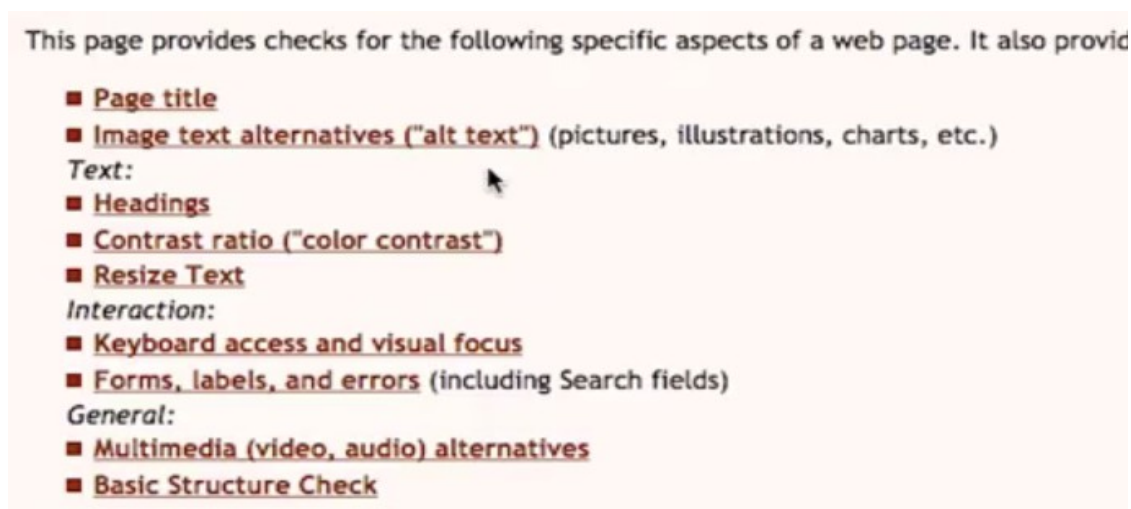 This page provides checks for the following specific aspects of a web page. It also provid
Page title
Image text alternatives ("alt text") (pictures, illustrations, charts, etc.)
Text:
Headings
Contrast ratio ("color contrast")
Resize Text
Interaction:
Keyboard access and visual focus
Forms, labels, and errors (including Search fields)
General:
Multimedia (video, audio) alternatives
Basic Structure Check